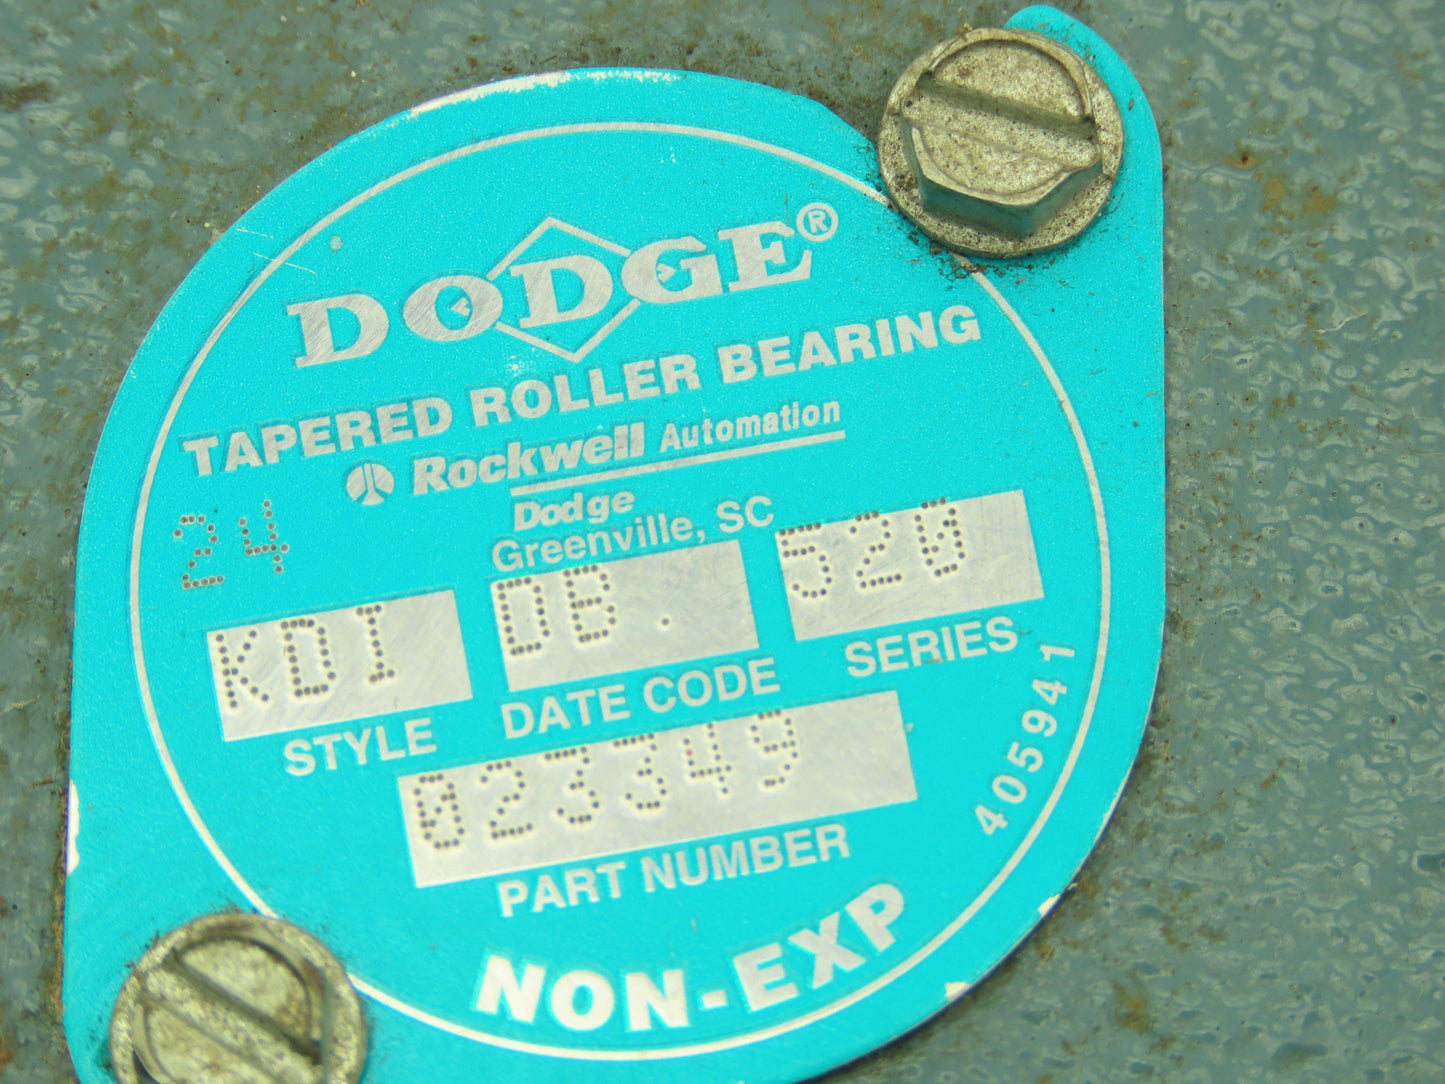 DODGE®
TAPERED ROLLER BEARING
Rockwell Automation
Dodge
Greenville, SC
24
KDI DB. 520
STYLE DATE CODE SERIES
023349
PART NUMBER
NON-EXP
405941